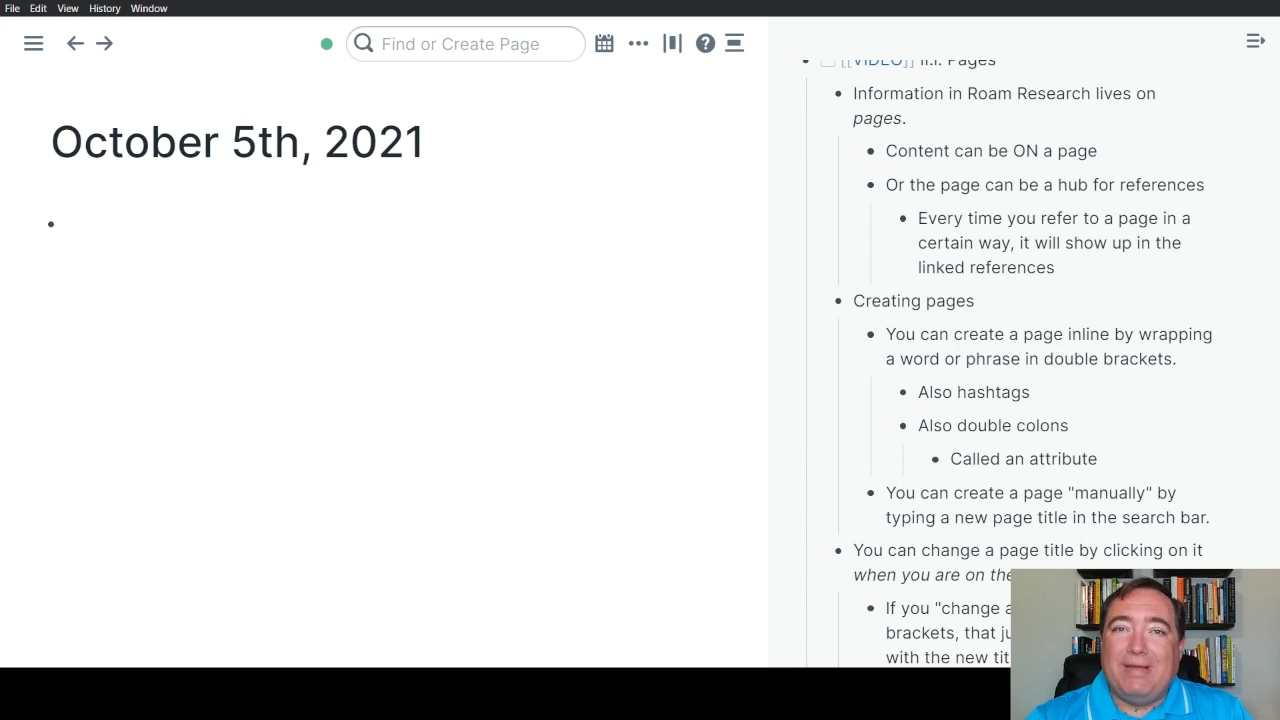 File Edit View History Window
Find or Create Page
October 5th, 2021
[[VIDEO]] II.I. Pages
Information in Roam Research lives on
pages.
Content can be ON a page
Or the page can be a hub for references
Every time you refer to a page in a
certain way, it will show up in the
linked references
Creating pages
You can create a page inline by wrapping
a word or phrase in double brackets.
Also hashtags
Also double colons
Called an attribute
You can create a page "manually" by
typing a new page title in the search bar.
You can change a page title by clicking on it
when you are on the
If you "change a
brackets, that
with the new